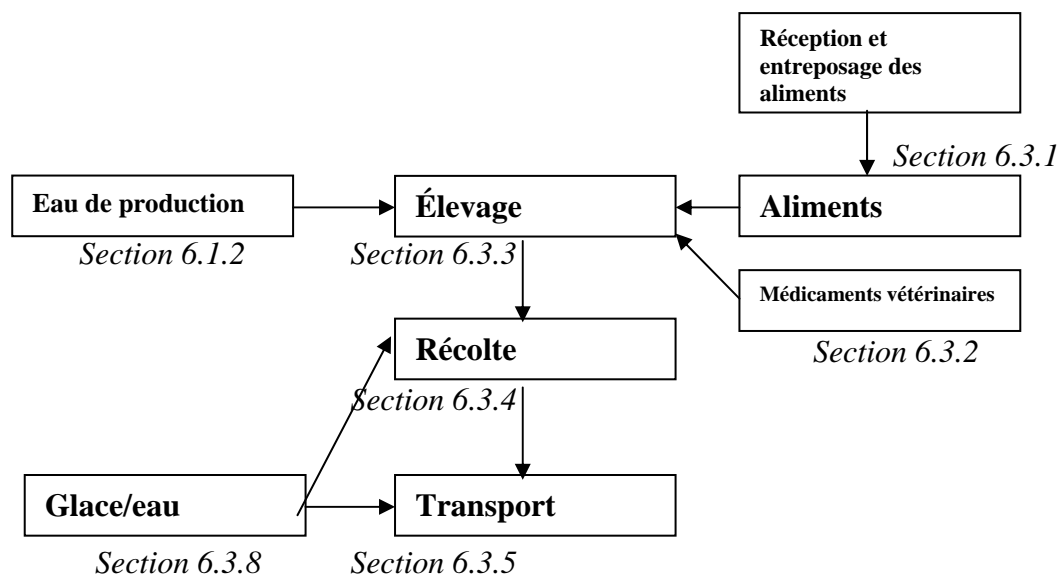 Réception et
entreposage des
aliments
Section 6.3.1
Eau de production
Élevage
Aliments
Section 6.1.2
Section 6.3.3
Médicaments vétérinaires
Section 6.3.2
Récolte
Section 6.3.4
Glace/eau
Transport
Section 6.3.8
Section 6.3.5